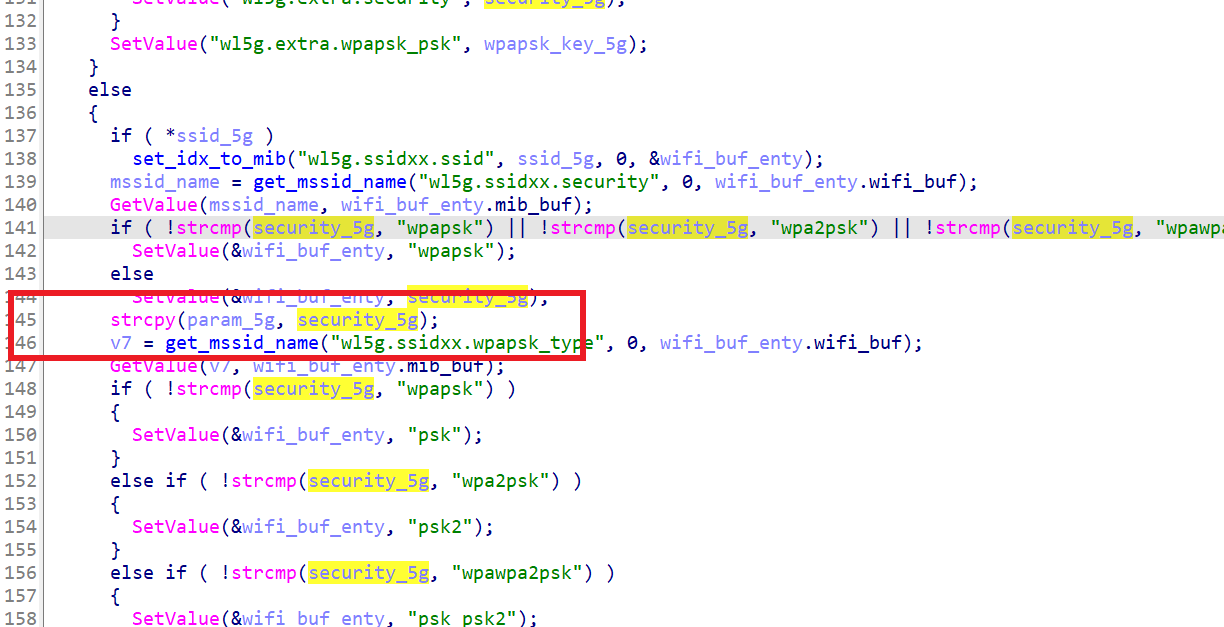 131 SetValue("wl5g.extra.security", security_5g);
132 }
133 SetValue("wl5g.extra.wpapsk_psk", wpapsk_key_5g);
134 }
135 else
136 {
137 if ( *ssid_5g )
138 set_idx_to_mib("wl5g.ssidxx.ssid", ssid_5g, 0, &wifi_buf_enty);
139 mssid_name = get_mssid_name("wl5g.ssidxx.security", 0, wifi_buf_enty.wifi_buf);
140 GetValue(mssid_name, wifi_buf_enty.mib_buf);
141 if ( !strcmp(security_5g, "wpapsk") || !strcmp(security_5g, "wpa2psk") || !strcmp(security_5g, "wpawpa
142 SetValue(&wifi_buf_enty, "wpapsk");
143 else
144 SetValue(&wifi_buf_enty, security_5g);
145 strcpy(param_5g, security_5g);
146 v7 = get_mssid_name("wl5g.ssidxx.wpapsk_type", 0, wifi_buf_enty.wifi_buf);
147 GetValue(v7, wifi_buf_enty.mib_buf);
148 if ( !strcmp(security_5g, "wpapsk") )
149 {
150 SetValue(&wifi_buf_enty, "psk");
151 }
152 else if ( !strcmp(security_5g, "wpa2psk") )
153 {
154 SetValue(&wifi_buf_enty, "psk2");
155 }
156 else if ( !strcmp(security_5g, "wpawpa2psk") )
157 {
158 SetValue(&wifi_buf_enty, "psk psk2");